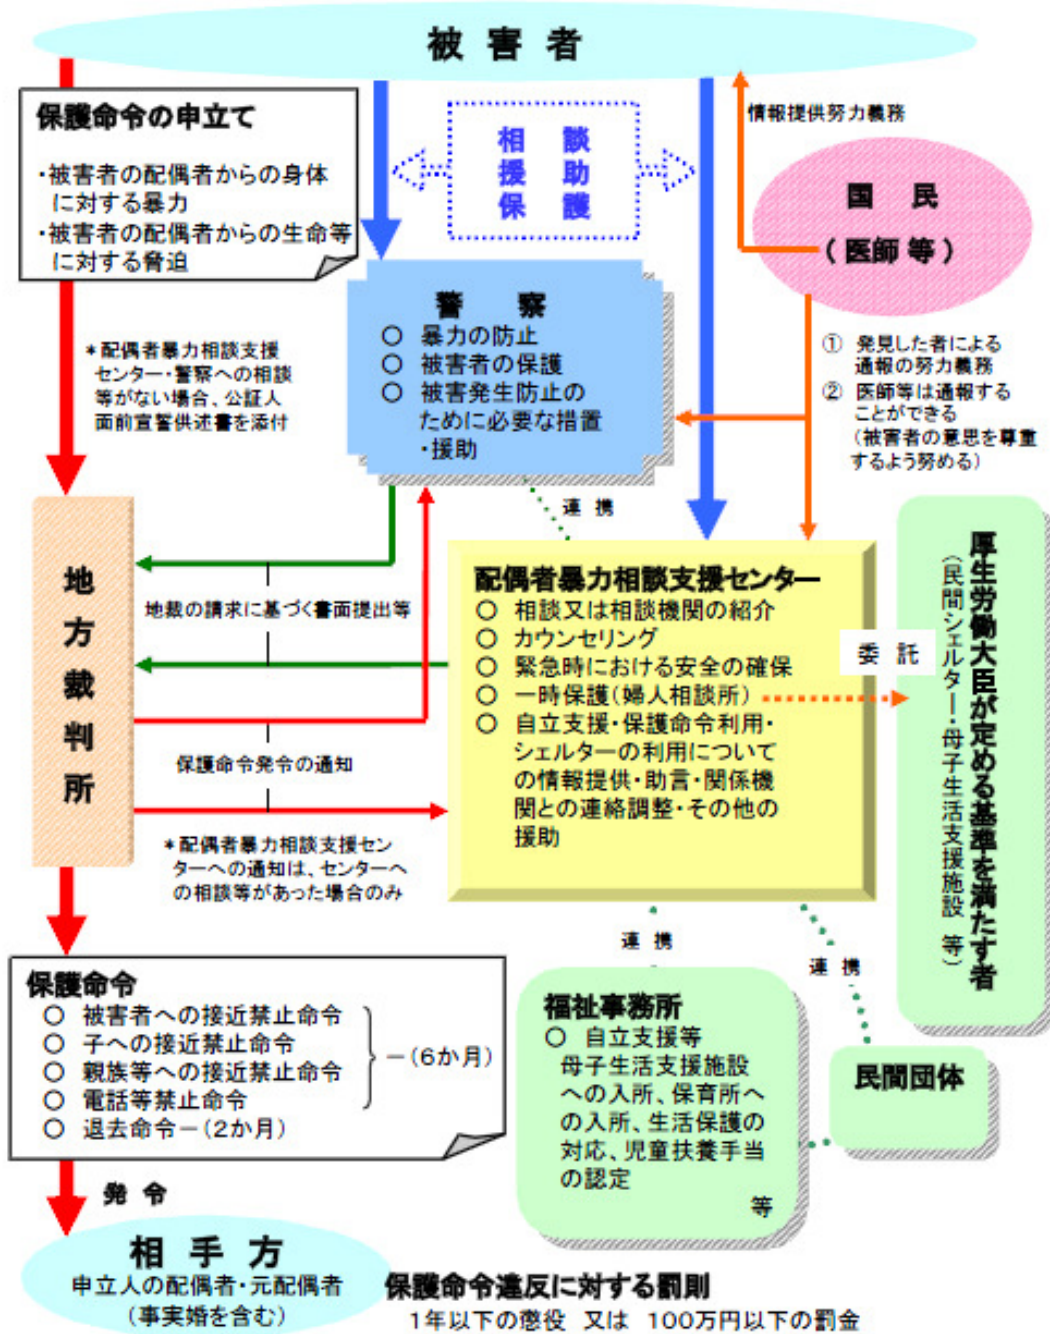 被害者
保護命令の申立て
・被害者の配偶者からの身体
に対する暴力
・被害者の配偶者からの生命等
に対する脅迫
相談
援助
保護
情報提供努力義務
国民
(医師等)
警察
○ 暴力の防止
○ 被害者の保護
○ 被害発生防止の
ために必要な措置
・援助
① 発見した者による
通報の努力義務
② 医師等は通報する
ことができる
(被害者の意思を尊重
するよう努める)
*配偶者暴力相談支援
センター・警察への相談
等がない場合、公証人
面前宣誓供述書を添付
連携
地方裁判所
地裁の請求に基づく書面提出等
保護命令発令の通知
*配偶者暴力相談支援セン
ターへの通知は、センターへ
の相談等があった場合のみ
配偶者暴力相談支援センター
○ 相談又は相談機関の紹介
○ カウンセリング
○ 緊急時における安全の確保
○ 一時保護(婦人相談所)
○ 自立支援・保護命令利用・
シェルターの利用について
の情報提供・助言・関係機
関との連絡調整・その他の
援助
委託
厚生労働大臣が定める基準を満たす者
(民間シェルター・母子生活支援施設 等)
連携
連携
保護命令
○ 被害者への接近禁止命令
○ 子への接近禁止命令
○ 親族等への接近禁止命令
○ 電話等禁止命令
-(6か月)
○ 退去命令-(2か月)
福祉事務所
○ 自立支援等
母子生活支援施設
への入所、保育所へ
の入所、生活保護の
対応、児童扶養手当
の認定
等
民間団体
発令
相手方
申立人の配偶者・元配偶者
(事実婚を含む)
保護命令違反に対する罰則
1年以下の懲役 又は 100万円以下の罰金